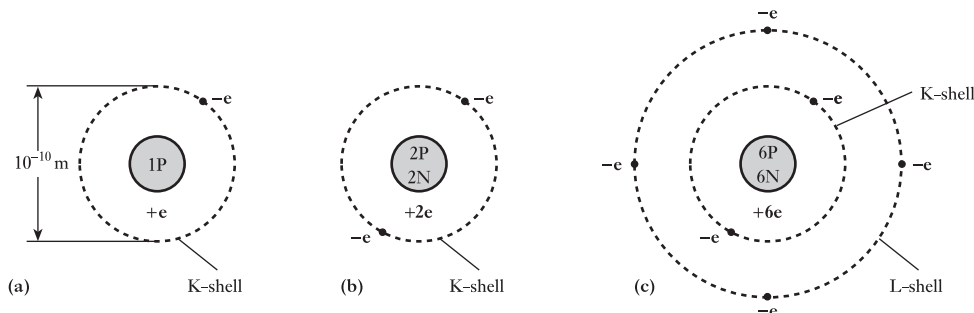 (a)
10⁻¹⁰ m
1P
+e
–e
K–shell
(b)
2P
2N
+2e
–e
–e
K–shell
(c)
6P
6N
+6e
–e
–e
–e
–e
–e
–e
K–shell
L–shell